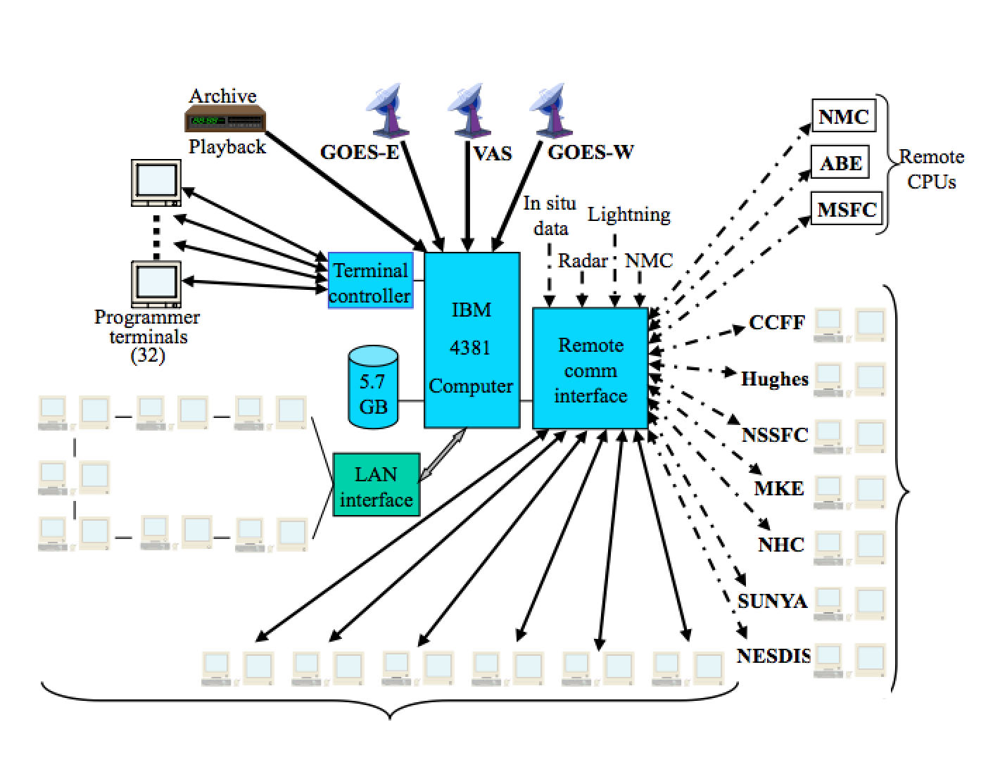 Archive
Playback
GOES-E
VAS
GOES-W
NMC
ABE
MSFC
Remote
CPUs
In situ
data
Lightning
Radar
NMC
Terminal
controller
Programmer
terminals
(32)
IBM
4381
Computer
5.7
GB
Remote
comm
interface
LAN
interface
CCFF
Hughes
NSSFC
MKE
NHC
SUNYA
NESDIS